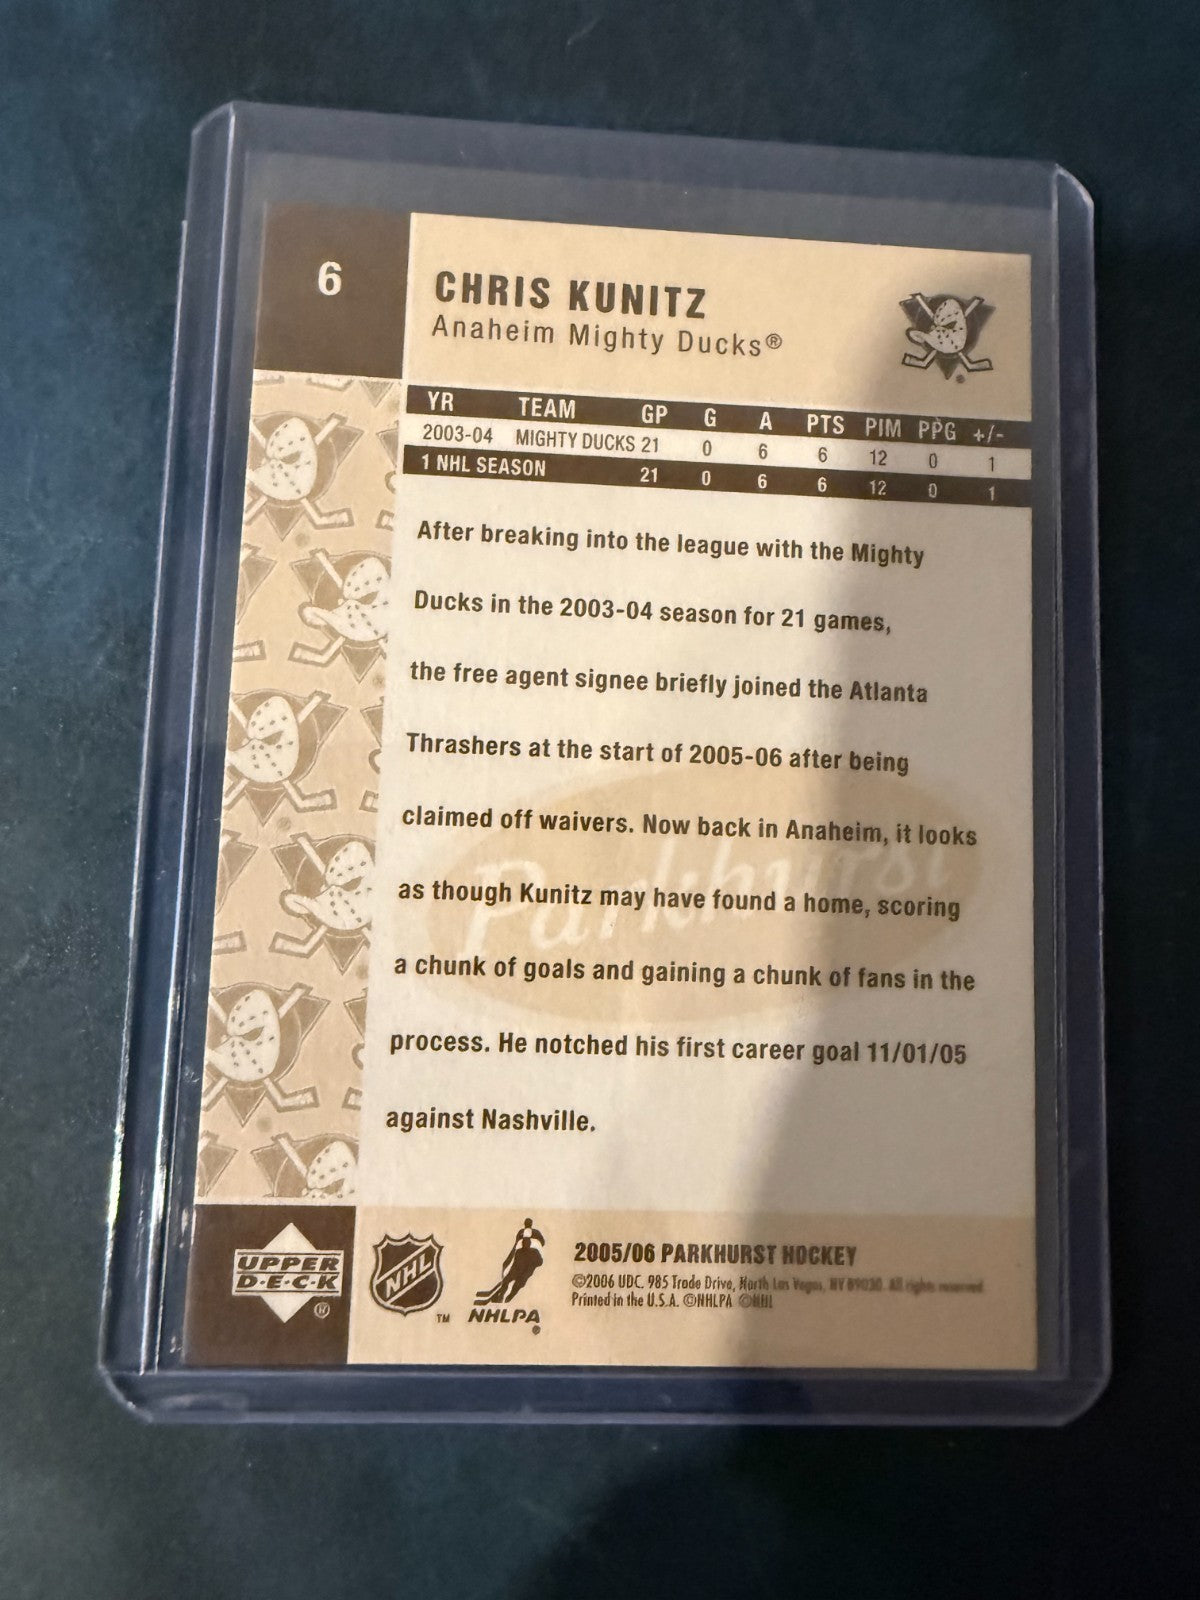 6
CHRIS KUNITZ
Anaheim Mighty Ducks®
YR TEAM GP G A PTS PIM PPG +/-
2003-04 MIGHTY DUCKS 21 0 6 6 12 0 1
1 NHL SEASON 21 0 6 6 12 0 1
After breaking into the league with the Mighty
Ducks in the 2003-04 season for 21 games,
the free agent signee briefly joined the Atlanta
Thrashers at the start of 2005-06 after being
claimed off waivers. Now back in Anaheim, it looks
as though Kunitz may have found a home, scoring
a chunk of goals and gaining a chunk of fans in the
process. He notched his first career goal 11/01/05
against Nashville.
Parkhurst
UPPER
D·E·C·K
®
NHL
TM
NHLPA
®
2005/06 PARKHURST HOCKEY
©2006 UDC, 985 Trade Drive, North Las Vegas, NV 89030. All rights reserved
Printed in the U.S.A. ©NHLPA ©NHL